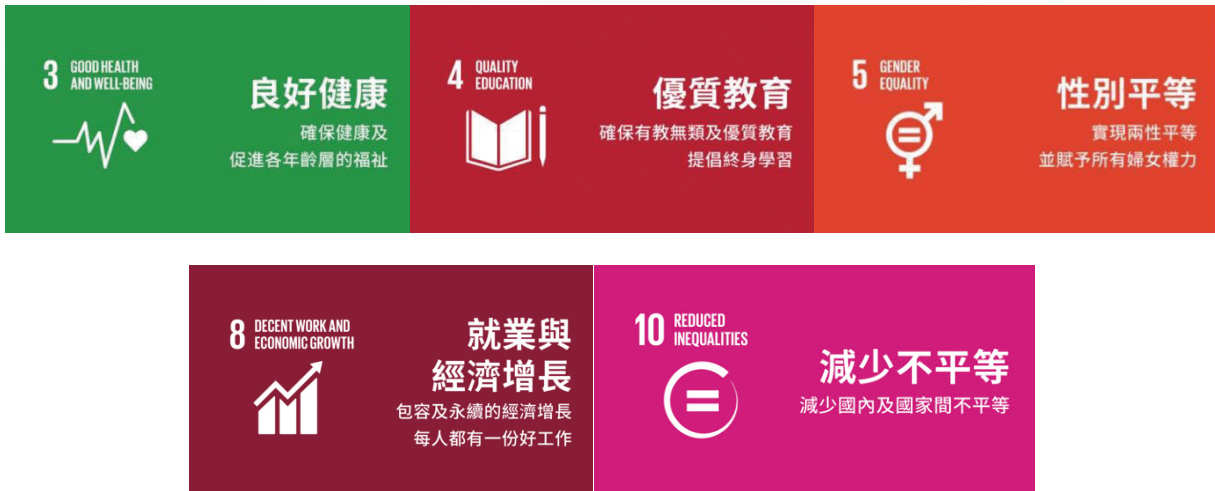 3
GOOD HEALTH
AND WELL-BEING
良好健康
確保健康及
促進各年齡層的福祉
4
QUALITY
EDUCATION
優質教育
確保有教無類及優質教育
提倡終身學習
5
GENDER
EQUALITY
性別平等
實現兩性平等
並賦予所有婦女權力
8
DECENT WORK AND
ECONOMIC GROWTH
就業與
經濟增長
包容及永續的經濟增長
每人都有一份好工作
10
REDUCED
INEQUALITIES
減少不平等
減少國內及國家間不平等